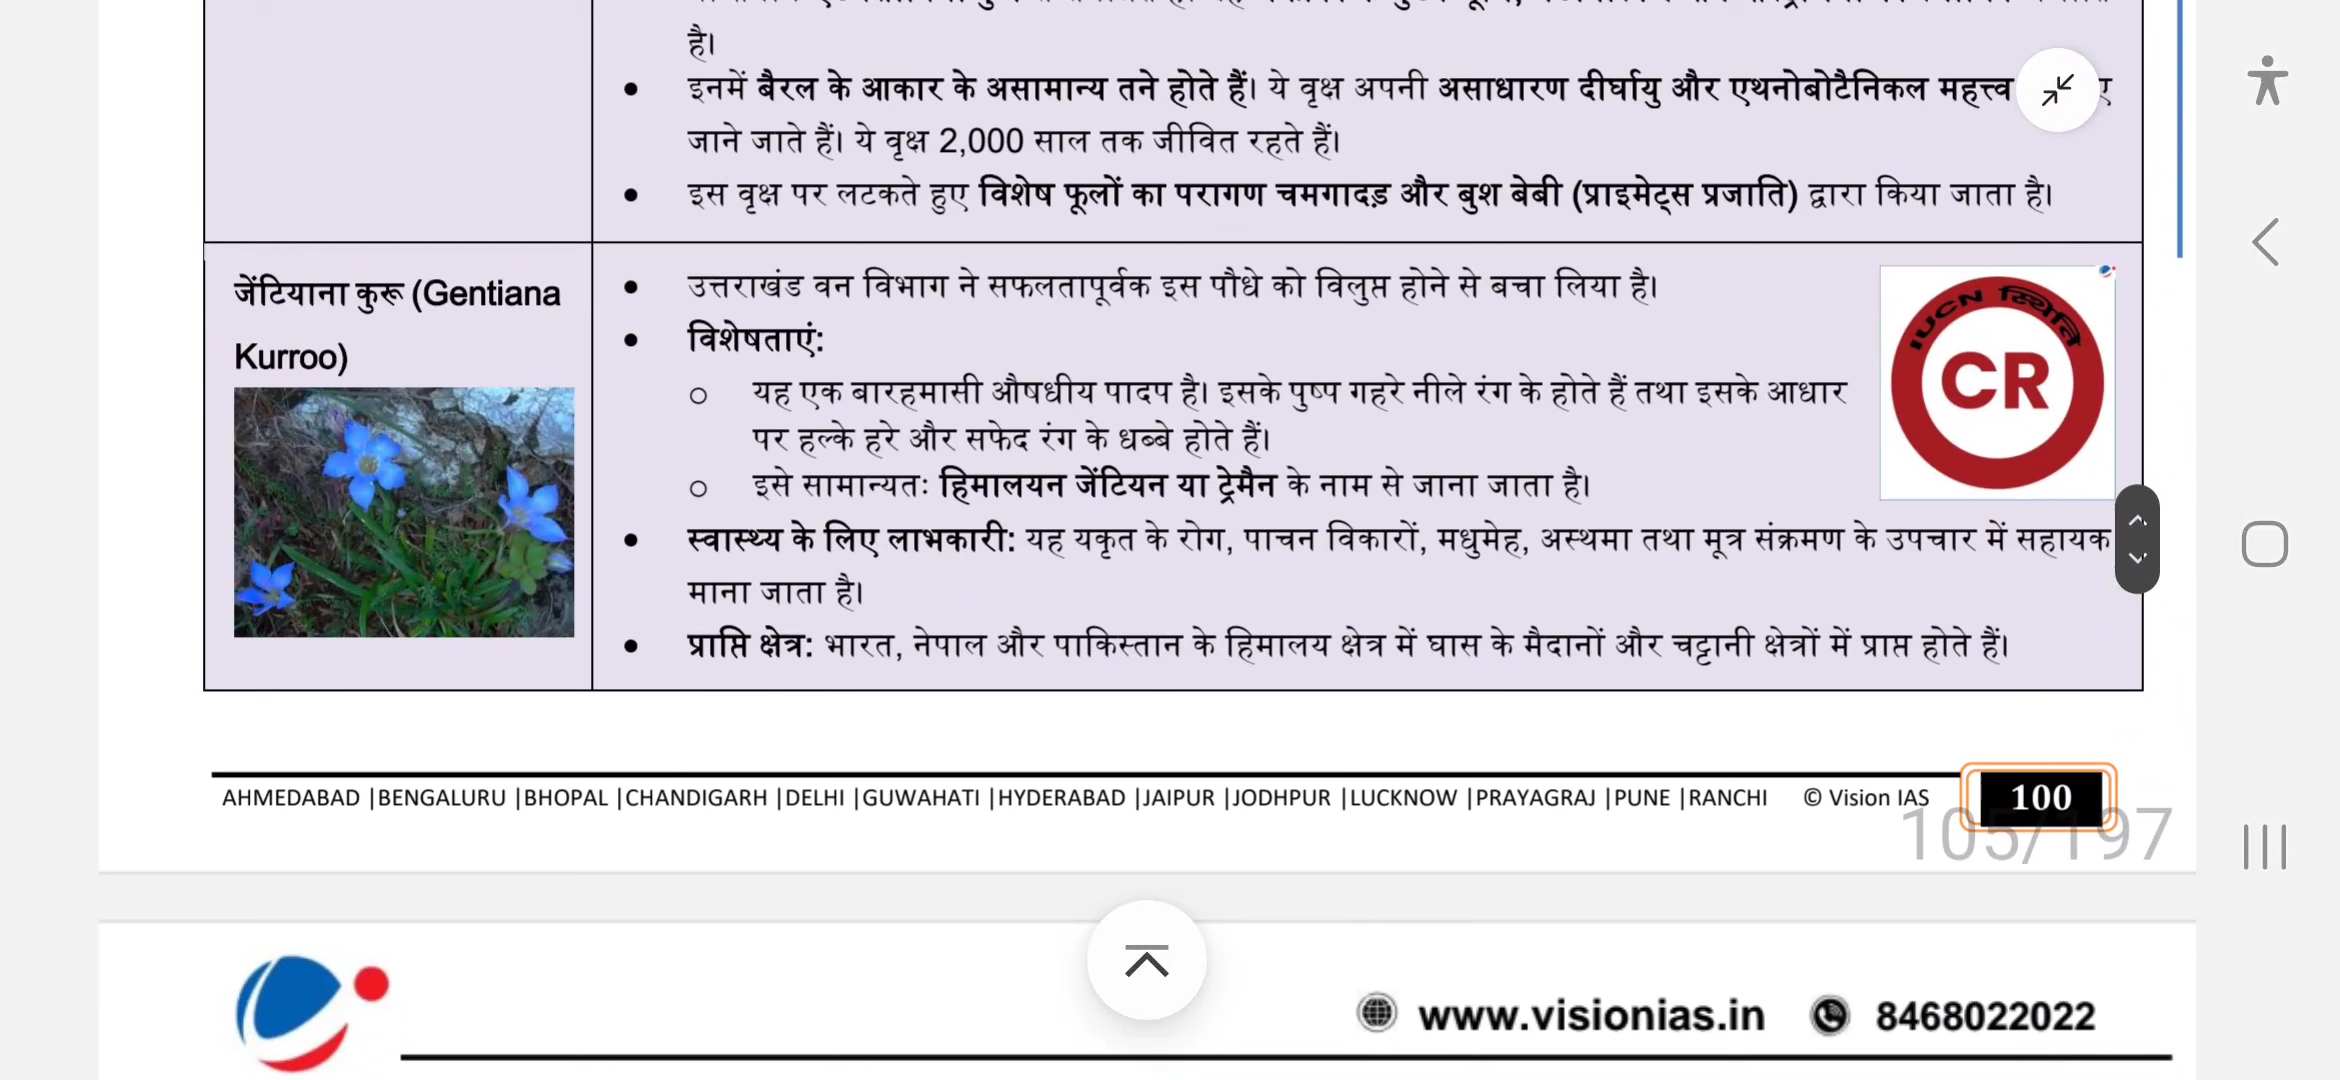 है।
• इनमें बैरल के आकार के असामान्य तने होते हैं। ये वृक्ष अपनी असाधारण दीर्घायु और एथनोबोटैनिकल महत्त्व
जाने जाते हैं। ये वृक्ष 2,000 साल तक जीवित रहते हैं।
• इस वृक्ष पर लटकते हुए विशेष फूलों का परागण चमगादड़ और बुश बेबी (प्राइमेट्स प्रजाति) द्वारा किया जाता है।
जेंटियाना कुरू (Gentiana
Kurroo)
• उत्तराखंड वन विभाग ने सफलतापूर्वक इस पौधे को विलुप्त होने से बचा लिया है।
• विशेषताएं:
o यह एक बारहमासी औषधीय पादप है। इसके पुष्प गहरे नीले रंग के होते हैं तथा इसके आधार
पर हल्के हरे और सफेद रंग के धब्बे होते हैं।
o इसे सामान्यतः हिमालयन जेंटियन या ट्रेमैन के नाम से जाना जाता है।
IUCN स्थिति
CR
• स्वास्थ्य के लिए लाभकारी: यह यकृत के रोग, पाचन विकारों, मधुमेह, अस्थमा तथा मूत्र संक्रमण के उपचार में सहायक
माना जाता है।
• प्राप्ति क्षेत्र: भारत, नेपाल और पाकिस्तान के हिमालय क्षेत्र में घास के मैदानों और चट्टानी क्षेत्रों में प्राप्त होते हैं।
AHMEDABAD |BENGALURU |BHOPAL |CHANDIGARH |DELHI |GUWAHATI |HYDERABAD |JAIPUR |JODHPUR |LUCKNOW |PRAYAGRAJ |PUNE |RANCHI © Vision IAS
100
105/197
www.visionias.in 8468022022